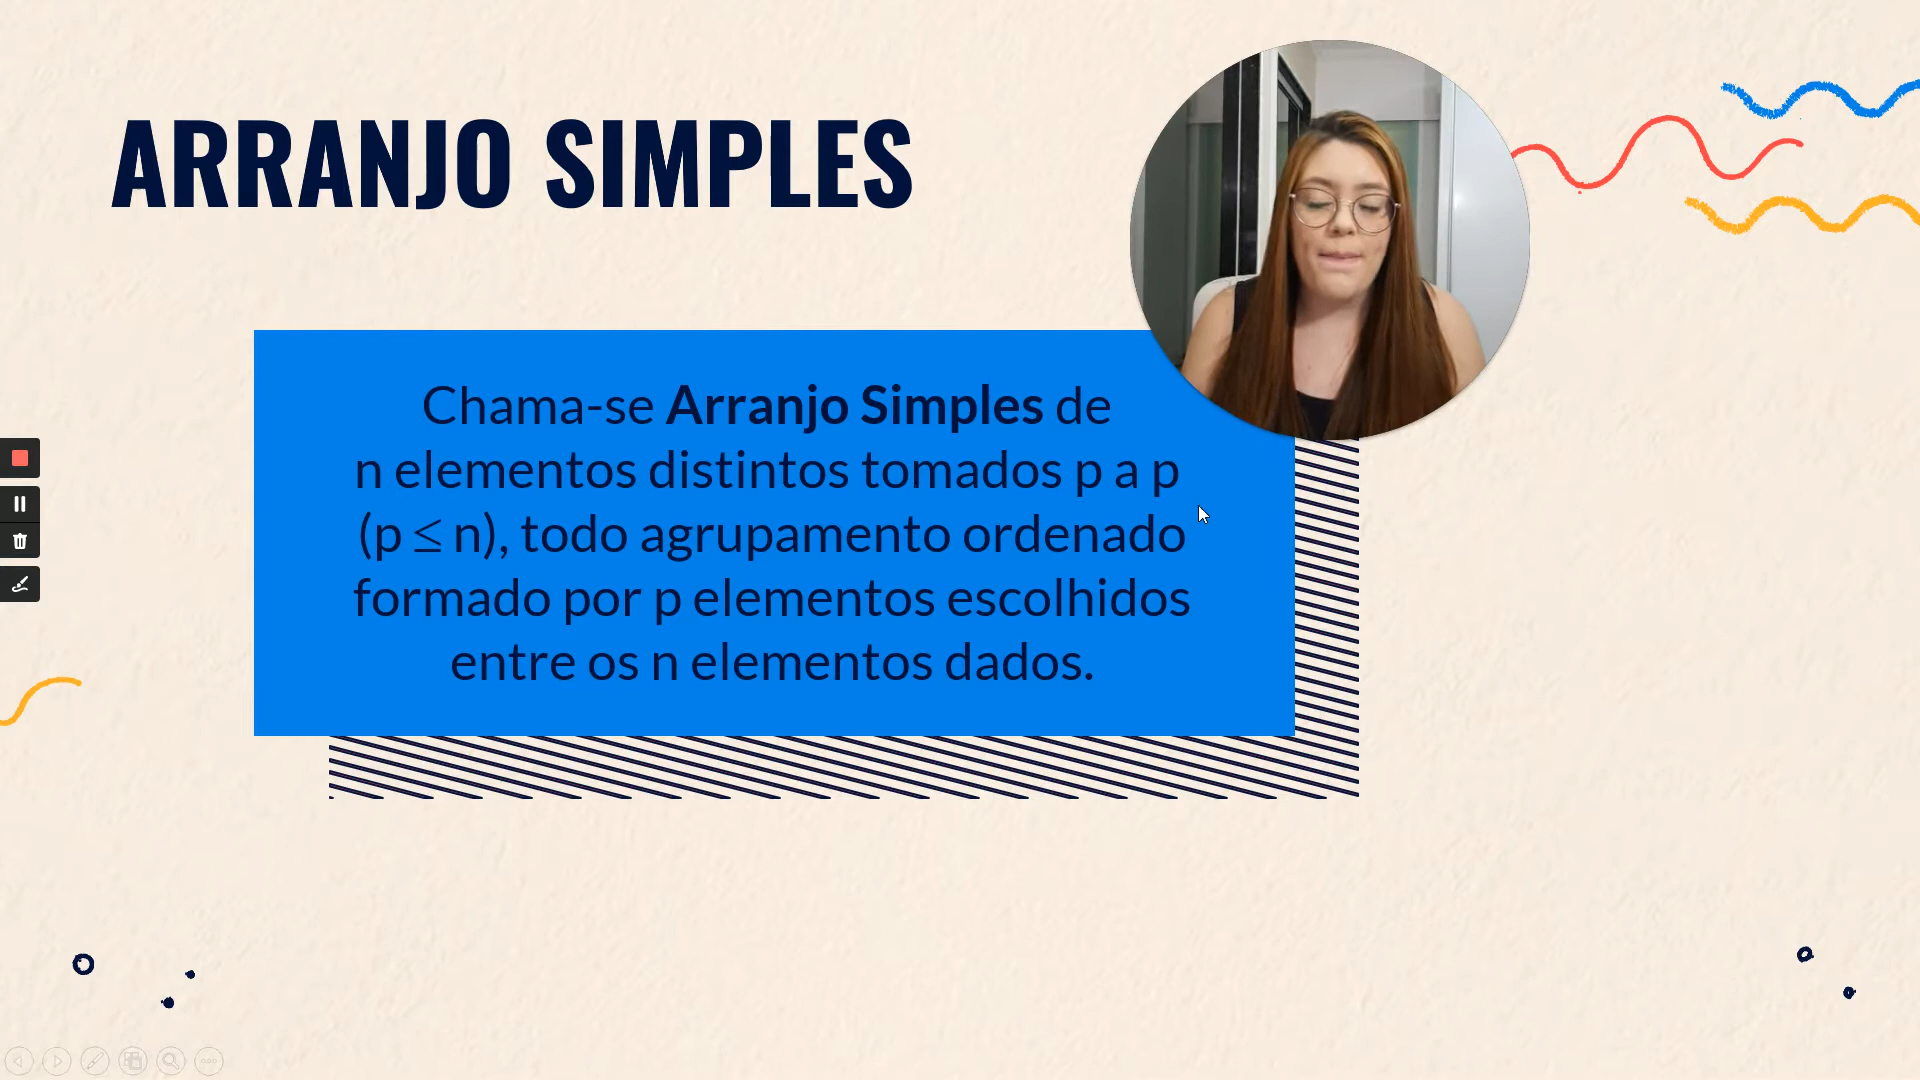 ARRANJO SIMPLES
Chama-se Arranjo Simples de
n elementos distintos tomados p a p
(p ≤ n), todo agrupamento ordenado
formado por p elementos escolhidos
entre os n elementos dados.